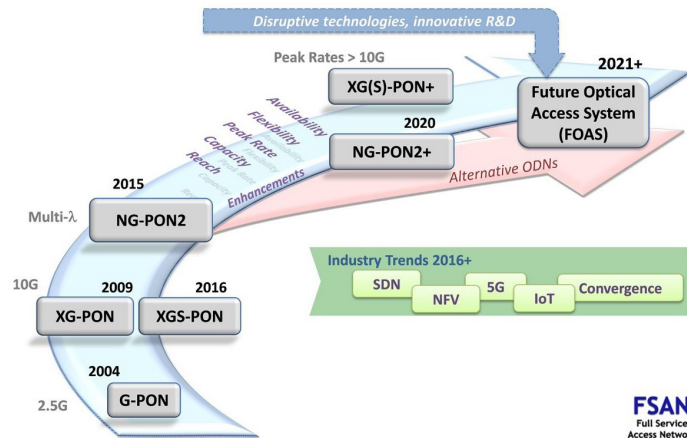 Disruptive technologies, innovative R&D
Peak Rates > 10G
2021+
XG(S)-PON+
Future Optical
Access System
(FOAS)
Availability
Flexibility
Peak Rate
Capacity
Reach
2020
NG-PON2+
Enhancements
Alternative ODNs
2015
Multi-λ
NG-PON2
Industry Trends 2016+
SDN
NFV
5G
IoT
Convergence
10G
2009
2016
XG-PON
XGS-PON
2004
G-PON
2.5G
FSAN
Full Service
Access Networ